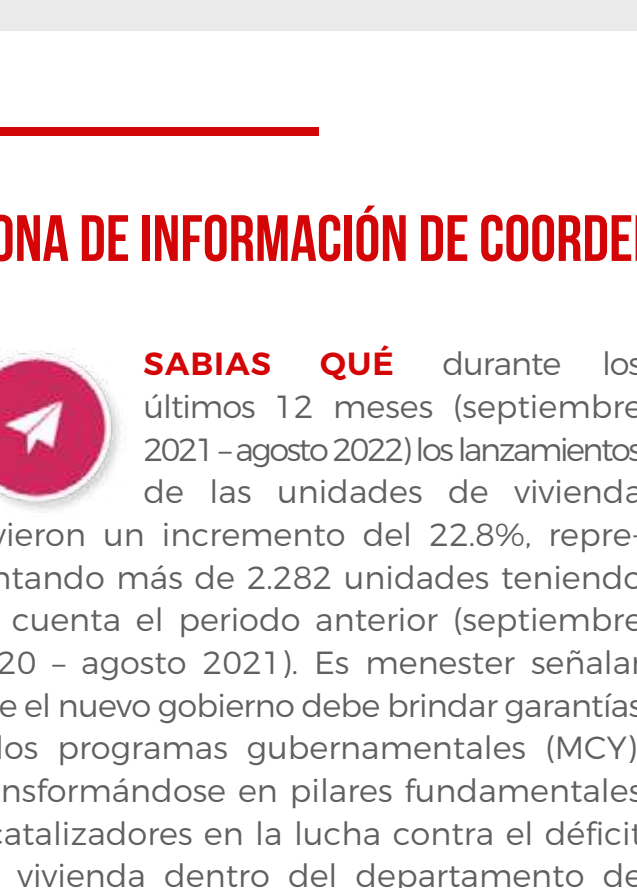 ONA DE INFORMACIÓN DE COORDE
SABIAS QUÉ durante los
últimos 12 meses (septiembre
2021 – agosto 2022) los lanzamientos
de las unidades de vivienda
vieron un incremento del 22.8%, repre-
ntando más de 2.282 unidades teniendo
cuenta el periodo anterior (septiembre
20 – agosto 2021). Es menester señalar
e el nuevo gobierno debe brindar garantías
los programas gubernamentales (MCY)
nsformándose en pilares fundamentales
catalizadores en la lucha contra el déficit
vivienda dentro del departamento de